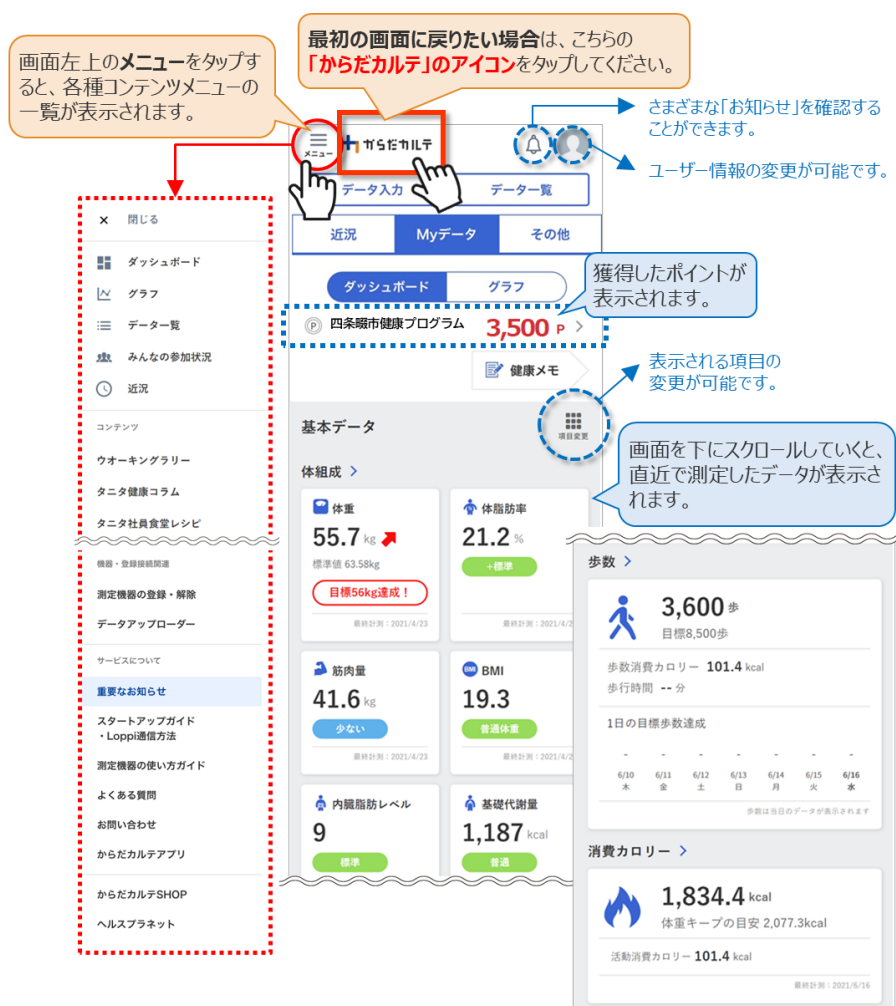 画面左上のメニューをタップす
ると、各種コンテンツメニューの
一覧が表示されます。
最初の画面に戻りたい場合は、こちらの
「からだカルテ」のアイコンをタップしてください。
メニュー
からだカルテ
さまざまな「お知らせ」を確認する
ことができます。
ユーザー情報の変更が可能です。
データ入力
データ一覧
近況
Myデータ
その他
ダッシュボード
グラフ
獲得したポイントが
表示されます。
P 四条畷市健康プログラム 3,500 P
健康メモ
表示される項目の
変更が可能です。
基本データ
項目変更
画面を下にスクロールしていくと、
直近で測定したデータが表示さ
れます。
体組成
体重
55.7 kg
標準値 63.58kg
目標56kg達成!
最終計測:2021/4/23
体脂肪率
21.2 %
+標準
最終計測:2021/4/2
筋肉量
41.6 kg
少ない
最終計測:2021/4/23
BMI BMI
19.3
普通体重
最終計測:2021/4/2
内臓脂肪レベル
9
標準
基礎代謝量
1,187 kcal
普通
× 閉じる
ダッシュボード
グラフ
データ一覧
みんなの参加状況
近況
コンテンツ
ウオーキングラリー
タニタ健康コラム
タニタ社員食堂レシピ
機器・登録接続関連
測定機器の登録・解除
データアップローダー
サービスについて
重要なお知らせ
スタートアップガイド
・Loppi通信方法
測定機器の使い方ガイド
よくある質問
お問い合わせ
からだカルテアプリ
からだカルテSHOP
ヘルスプラネット
歩数
3,600 歩
目標8,500歩
歩数消費カロリー 101.4 kcal
歩行時間 -- 分
1日の目標歩数達成
- - - - - - -
6/10 6/11 6/12 6/13 6/14 6/15 6/16
木 金 土 日 月 火 水
歩数は当日のデータが表示されます
消費カロリー
1,834.4 kcal
体重キープの目安 2,077.3kcal
活動消費カロリー 101.4 kcal
最終計測:2021/6/16